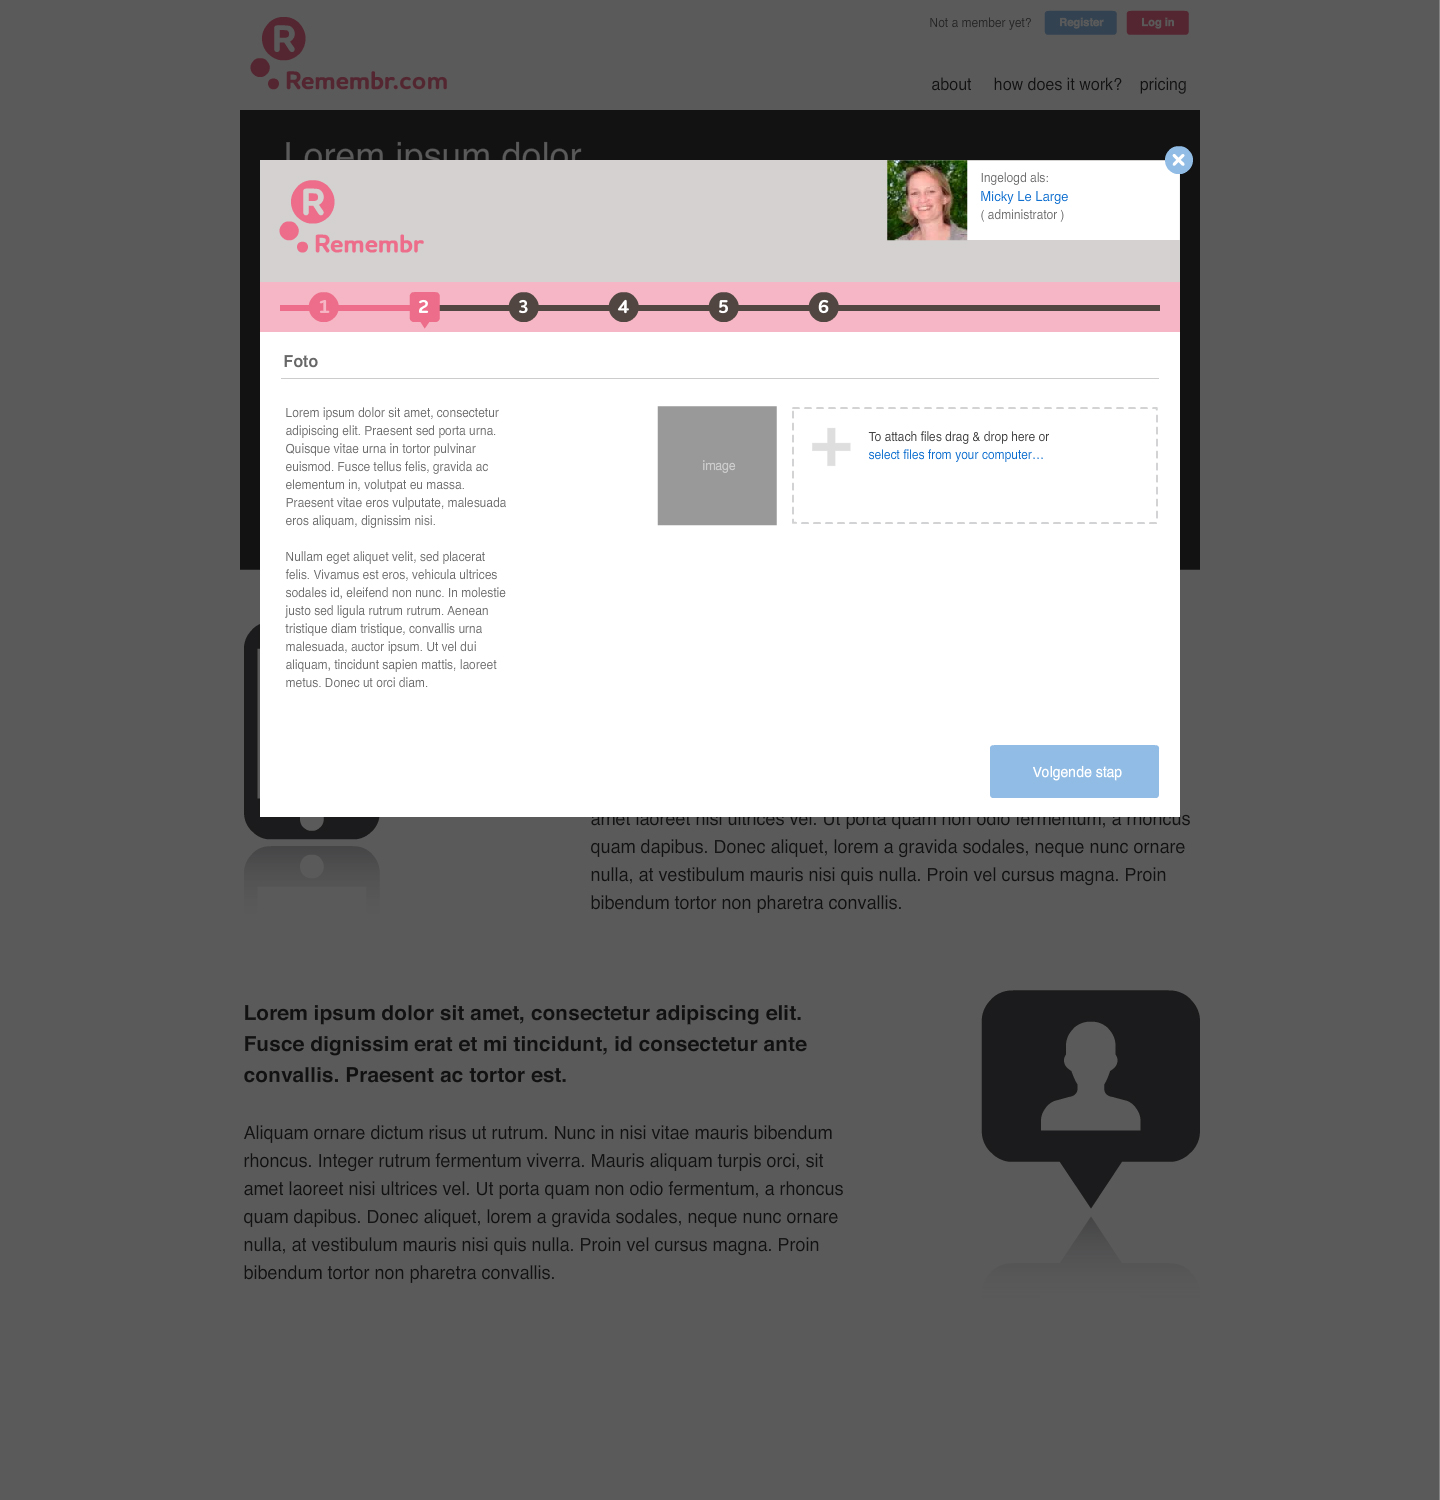 R
Remembr.com
Not a member yet?
Register
Log in
about
how does it work?
pricing
Lorem ipsum dolor
R
Remembr
Ingelogd als:
Micky Le Large
( administrator )
1
2
3
4
5
6
Foto
Lorem ipsum dolor sit amet, consectetur
adipiscing elit. Praesent sed porta urna.
Quisque vitae urna in tortor pulvinar
euismod. Fusce tellus felis, gravida ac
elementum in, volutpat eu massa.
Praesent vitae eros vulputate, malesuada
eros aliquam, dignissim nisi.
Nullam eget aliquet velit, sed placerat
felis. Vivamus est eros, vehicula ultrices
sodales id, eleifend non nunc. In molestie
justo sed ligula rutrum rutrum. Aenean
tristique diam tristique, convallis urna
malesuada, auctor ipsum. Ut vel dui
aliquam, tincidunt sapien mattis, laoreet
metus. Donec ut orci diam.
image
To attach files drag & drop here or
select files from your computer...
Volgende stap
amet laoreet nisi ultrices vel. Ut porta quam non odio fermentum, a rhoncus
quam dapibus. Donec aliquet, lorem a gravida sodales, neque nunc ornare
nulla, at vestibulum mauris nisi quis nulla. Proin vel cursus magna. Proin
bibendum tortor non pharetra convallis.
Lorem ipsum dolor sit amet, consectetur adipiscing elit.
Fusce dignissim erat et mi tincidunt, id consectetur ante
convallis. Praesent ac tortor est.
Aliquam ornare dictum risus ut rutrum. Nunc in nisi vitae mauris bibendum
rhoncus. Integer rutrum fermentum viverra. Mauris aliquam turpis orci, sit
amet laoreet nisi ultrices vel. Ut porta quam non odio fermentum, a rhoncus
quam dapibus. Donec aliquet, lorem a gravida sodales, neque nunc ornare
nulla, at vestibulum mauris nisi quis nulla. Proin vel cursus magna. Proin
bibendum tortor non pharetra convallis.